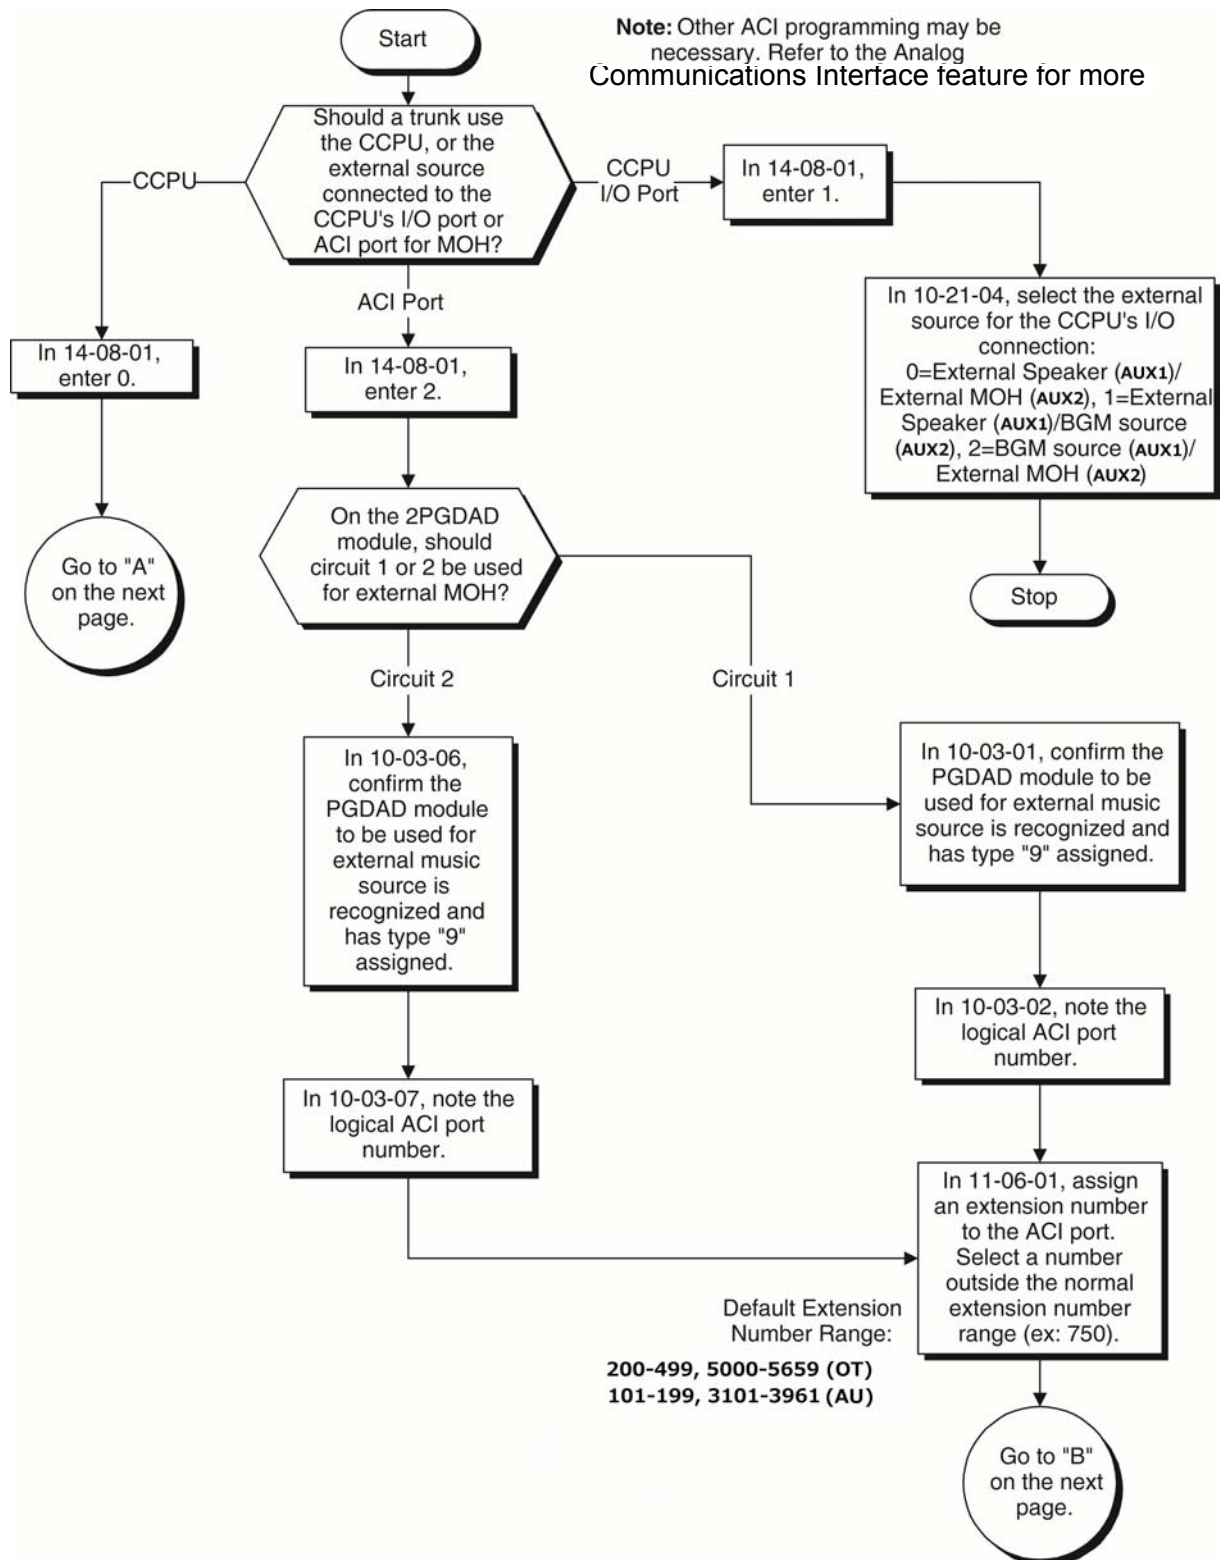 Start
Note: Other ACI programming may be
necessary. Refer to the Analog
Communications Interface feature for more
Should a trunk use
the CCPU, or the
external source
connected to the
CCPU's I/O port or
ACI port for MOH?
CCPU
CCPU
I/O Port
In 14-08-01,
enter 1.
ACI Port
In 10-21-04, select the external
source for the CCPU's I/O
connection:
0=External Speaker (AUX1)/
External MOH (AUX2), 1=External
Speaker (AUX1)/BGM source
(AUX2), 2=BGM source (AUX1)/
External MOH (AUX2)
In 14-08-01,
enter 0.
In 14-08-01,
enter 2.
Go to "A"
on the next
page.
On the 2PGDAD
module, should
circuit 1 or 2 be used
for external MOH?
Stop
Circuit 2
Circuit 1
In 10-03-06,
confirm the
PGDAD module
to be used for
external music
source is
recognized and
has type "9"
assigned.
In 10-03-01, confirm the
PGDAD module to be
used for external music
source is recognized and
has type "9" assigned.
In 10-03-02, note the
logical ACI port
number.
In 10-03-07, note the
logical ACI port
number.
In 11-06-01, assign
an extension number
to the ACI port.
Select a number
outside the normal
extension number
range (ex: 750).
Default Extension
Number Range:
200-499, 5000-5659 (OT)
101-199, 3101-3961 (AU)
Go to "B"
on the next
page.